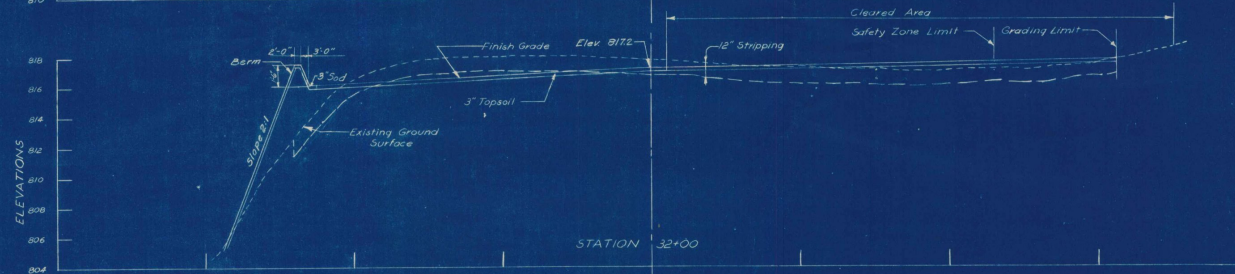 810
Cleared Area
Safety Zone Limit
Grading Limit
2'-0"
3'-0"
Finish Grade
Elev. 817.2
12" Stripping
818
Berm
3" Sod
816
3" Topsoil
814
Existing Ground
Surface
812
Slope 2:1
810
ELEVATIONS
808
806
STATION 32+00
804